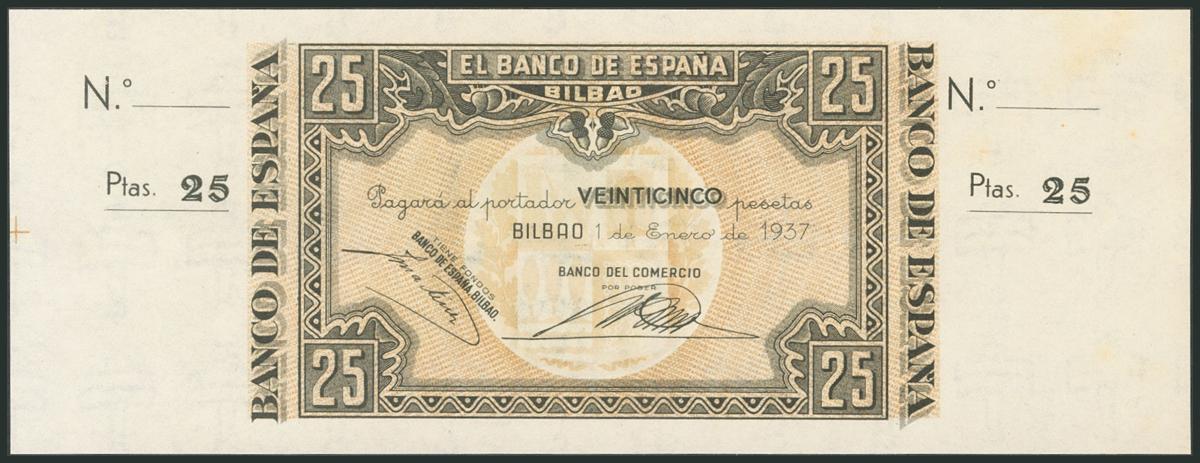 EL BANCO DE ESPAÑA
BILBAO
25
25
N.º
Ptas. 25
BANCO DE ESPAÑA
Pagará al portador VEINTICINCO pesetas
BILBAO 1 de Enero de 1937
TIENE FONDOS
BANCO DE ESPAÑA, BILBAO.
BANCO DEL COMERCIO
POR PODER
25
25
BANCO DE ESPAÑA
N.º
Ptas. 25